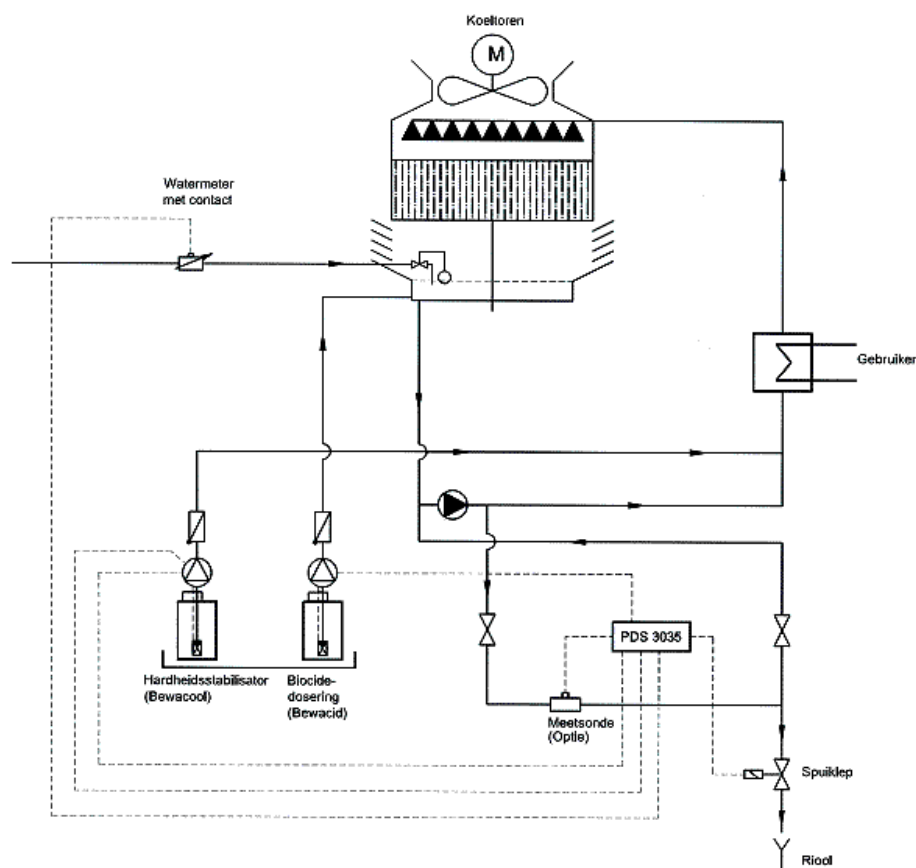 Koeltoren
M
Watermeter
met contact
Gebruiker
PDS 3035
Hardheidsstabilisator
(Bewacool)
Biocide-
dosering
(Bewacid)
Meetsonde
(Optie)
Spuiklep
Riool